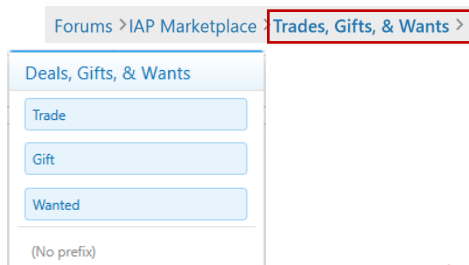 Forums > IAP Marketplace > Trades, Gifts, & Wants >
Deals, Gifts, & Wants
Trade
Gift
Wanted
(No prefix)